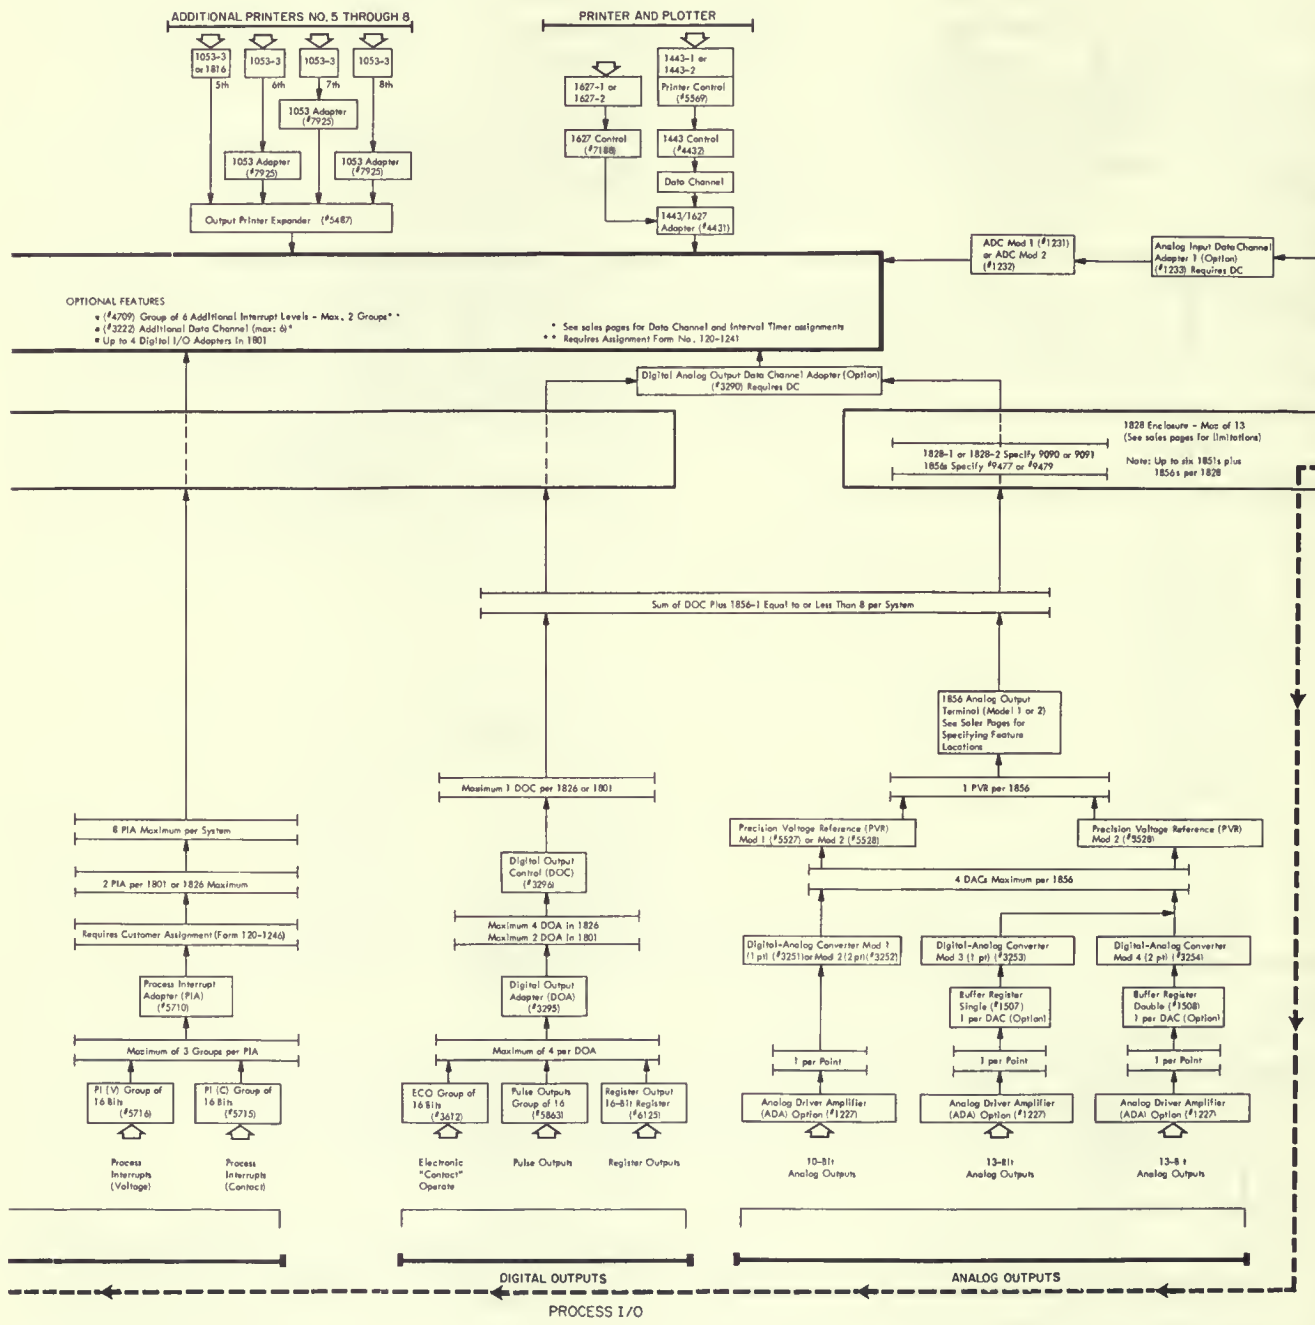 ADDITIONAL PRINTERS NO. 5 THROUGH 8
1053-3
or 1816
5th
1053-3
6th
1053-3
7th
1053-3
8th
1053 Adapter
(#7925)
1053 Adapter
(#7925)
1053 Adapter
(#7925)
Output Printer Expander (#5487)
PRINTER AND PLOTTER
1627-1 or
1627-2
1627 Control
(#7188)
1443-1 or
1443-2
Printer Control
(#5569)
1443 Control
(#4432)
Data Channel
1443/1627
Adapter (#4431)
ADC Mod 1 (#1231)
or ADC Mod 2
(#1232)
Analog Input Data Channel
Adapter 1 (Option)
(#1233) Requires DC
OPTIONAL FEATURES
(#4709) Group of 6 Additional Interrupt Levels - Max. 2 Groups**
(#3222) Additional Data Channel (max: 6)*
Up to 4 Digital I/O Adapters in 1801
* See sales pages for Data Channel and Interval Timer assignments
** Requires Assignment Form No. 120-1241
Digital Analog Output Data Channel Adapter (Option)
(#3290) Requires DC
1828-1 or 1828-2 Specify 9090 or 9091
1856s Specify #9477 or #9479
1828 Enclosure - Max of 13
(See sales pages for limitations)
Note: Up to six 1851s plus
1856s per 1828
Sum of DOC Plus 1856-1 Equal to or Less Than 8 per System
1856 Analog Output
Terminal (Model 1 or 2)
See Sales Pages for
Specifying Feature
Locations
Maximum 1 DOC per 1826 or 1801
1 PVR per 1856
8 PIA Maximum per System
Precision Voltage Reference (PVR)
Mod 1 (#5527) or Mod 2 (#5528)
Precision Voltage Reference (PVR)
Mod 2 (#5528)
Digital Output
Control (DOC)
(#3296)
2 PIA per 1801 or 1826 Maximum
4 DACs Maximum per 1856
Maximum 4 DOA in 1826
Maximum 2 DOA in 1801
Requires Customer Assignment (Form 120-1246)
Digital-Analog Converter Mod 1
(1 pt) (#3251) or Mod 2 (2 pt) (#3252)
Digital-Analog Converter
Mod 3 (1 pt) (#3253)
Digital-Analog Converter
Mod 4 (2 pt) (#3254)
Process Interrupt
Adapter (PIA)
(#5710)
Digital Output
Adapter (DOA)
(#3295)
Buffer Register
Single (#1507)
1 per DAC (Option)
Buffer Register
Double (#1508)
1 per DAC (Option)
Maximum of 3 Groups per PIA
Maximum of 4 per DOA
1 per Point
1 per Point
1 per Point
PI (V) Group of
16 Bits
(#5716)
PI (C) Group of
16 Bits
(#5715)
ECO Group of
16 Bits
(#3612)
Pulse Outputs
Group of 16
(#5863)
Register Output
16-Bit Register
(#6125)
Analog Driver Amplifier
(ADA) Option (#1227)
Analog Driver Amplifier
(ADA) Option (#1227)
Analog Driver Amplifier
(ADA) Option (#1227)
Process
Interrupts
(Voltage)
Process
Interrupts
(Contact)
Electronic
"Contact"
Operate
Pulse Outputs
Register Outputs
10-Bit
Analog Outputs
13-Bit
Analog Outputs
13-Bit
Analog Outputs
DIGITAL OUTPUTS
ANALOG OUTPUTS
PROCESS I/O